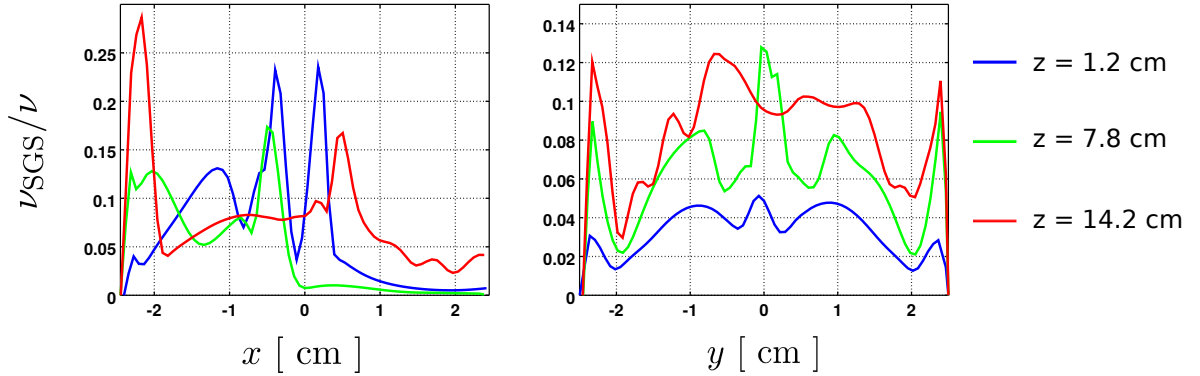 ν_SGS/ν
0.25
0.2
0.15
0.1
0.05
0
-2 -1 0 1 2
x [ cm ]
0.14
0.12
0.1
0.08
0.06
0.04
0.02
0
-2 -1 0 1 2
y [ cm ]
z = 1.2 cm
z = 7.8 cm
z = 14.2 cm